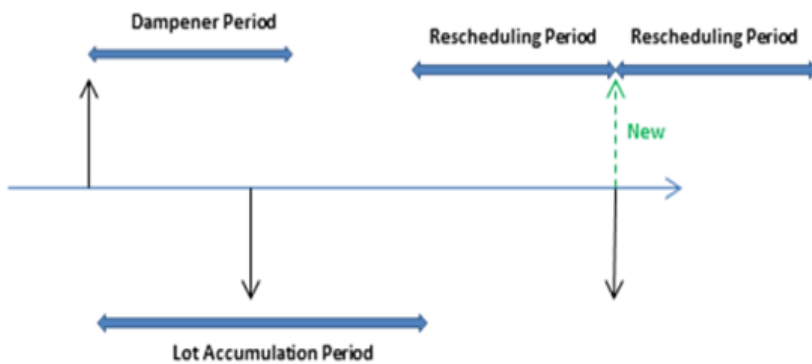 Dampener Period
Rescheduling Period
Rescheduling Period
New
Lot Accumulation Period